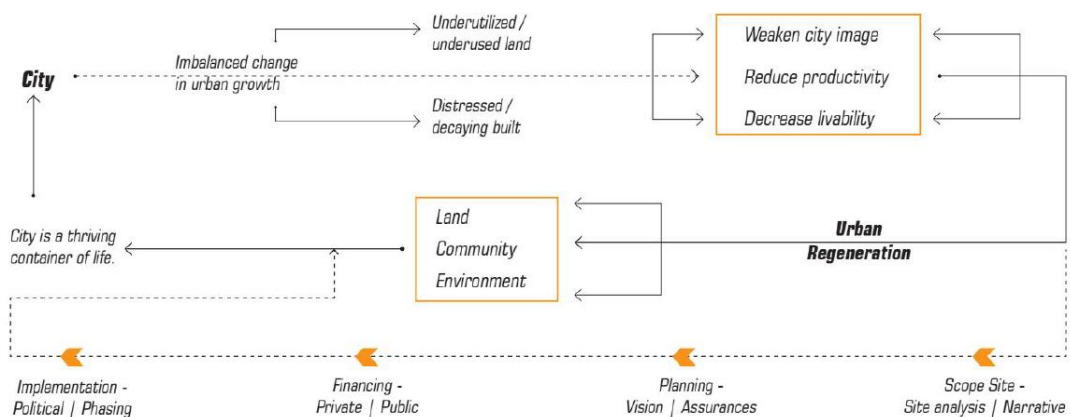 Underutilized /
underused land
City
Imbalanced change
in urban growth
Distressed /
decaying built
Weaken city image
Reduce productivity
Decrease livability
City is a thriving
container of life.
Land
Community
Environment
Urban
Regeneration
Implementation -
Political | Phasing
Financing -
Private | Public
Planning -
Vision | Assurances
Scope Site -
Site analysis | Narrative